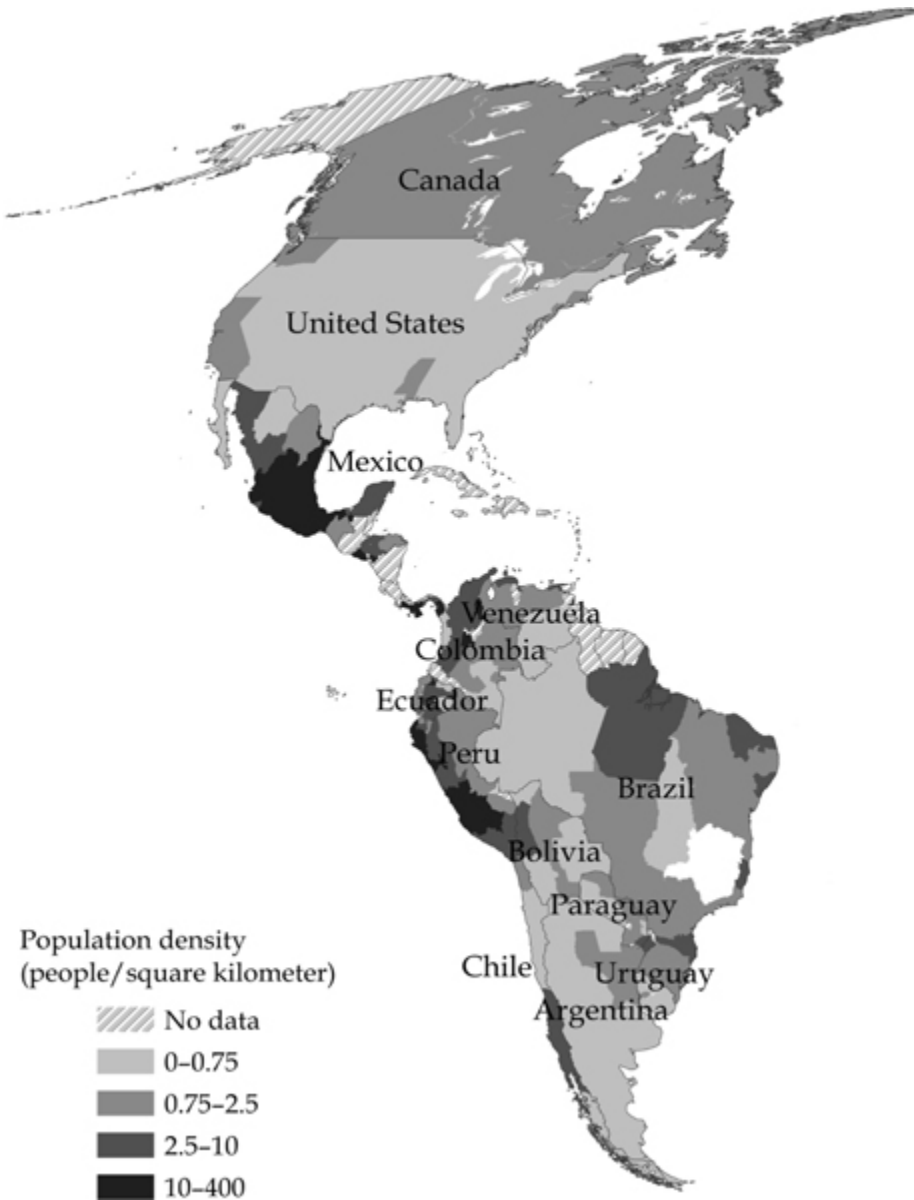 Canada
United States
Mexico
Venezuela
Colombia
Ecuador
Peru
Brazil
Bolivia
Paraguay
Chile
Uruguay
Argentina
Population density
(people/square kilometer)
No data
0–0.75
0.75–2.5
2.5–10
10–400